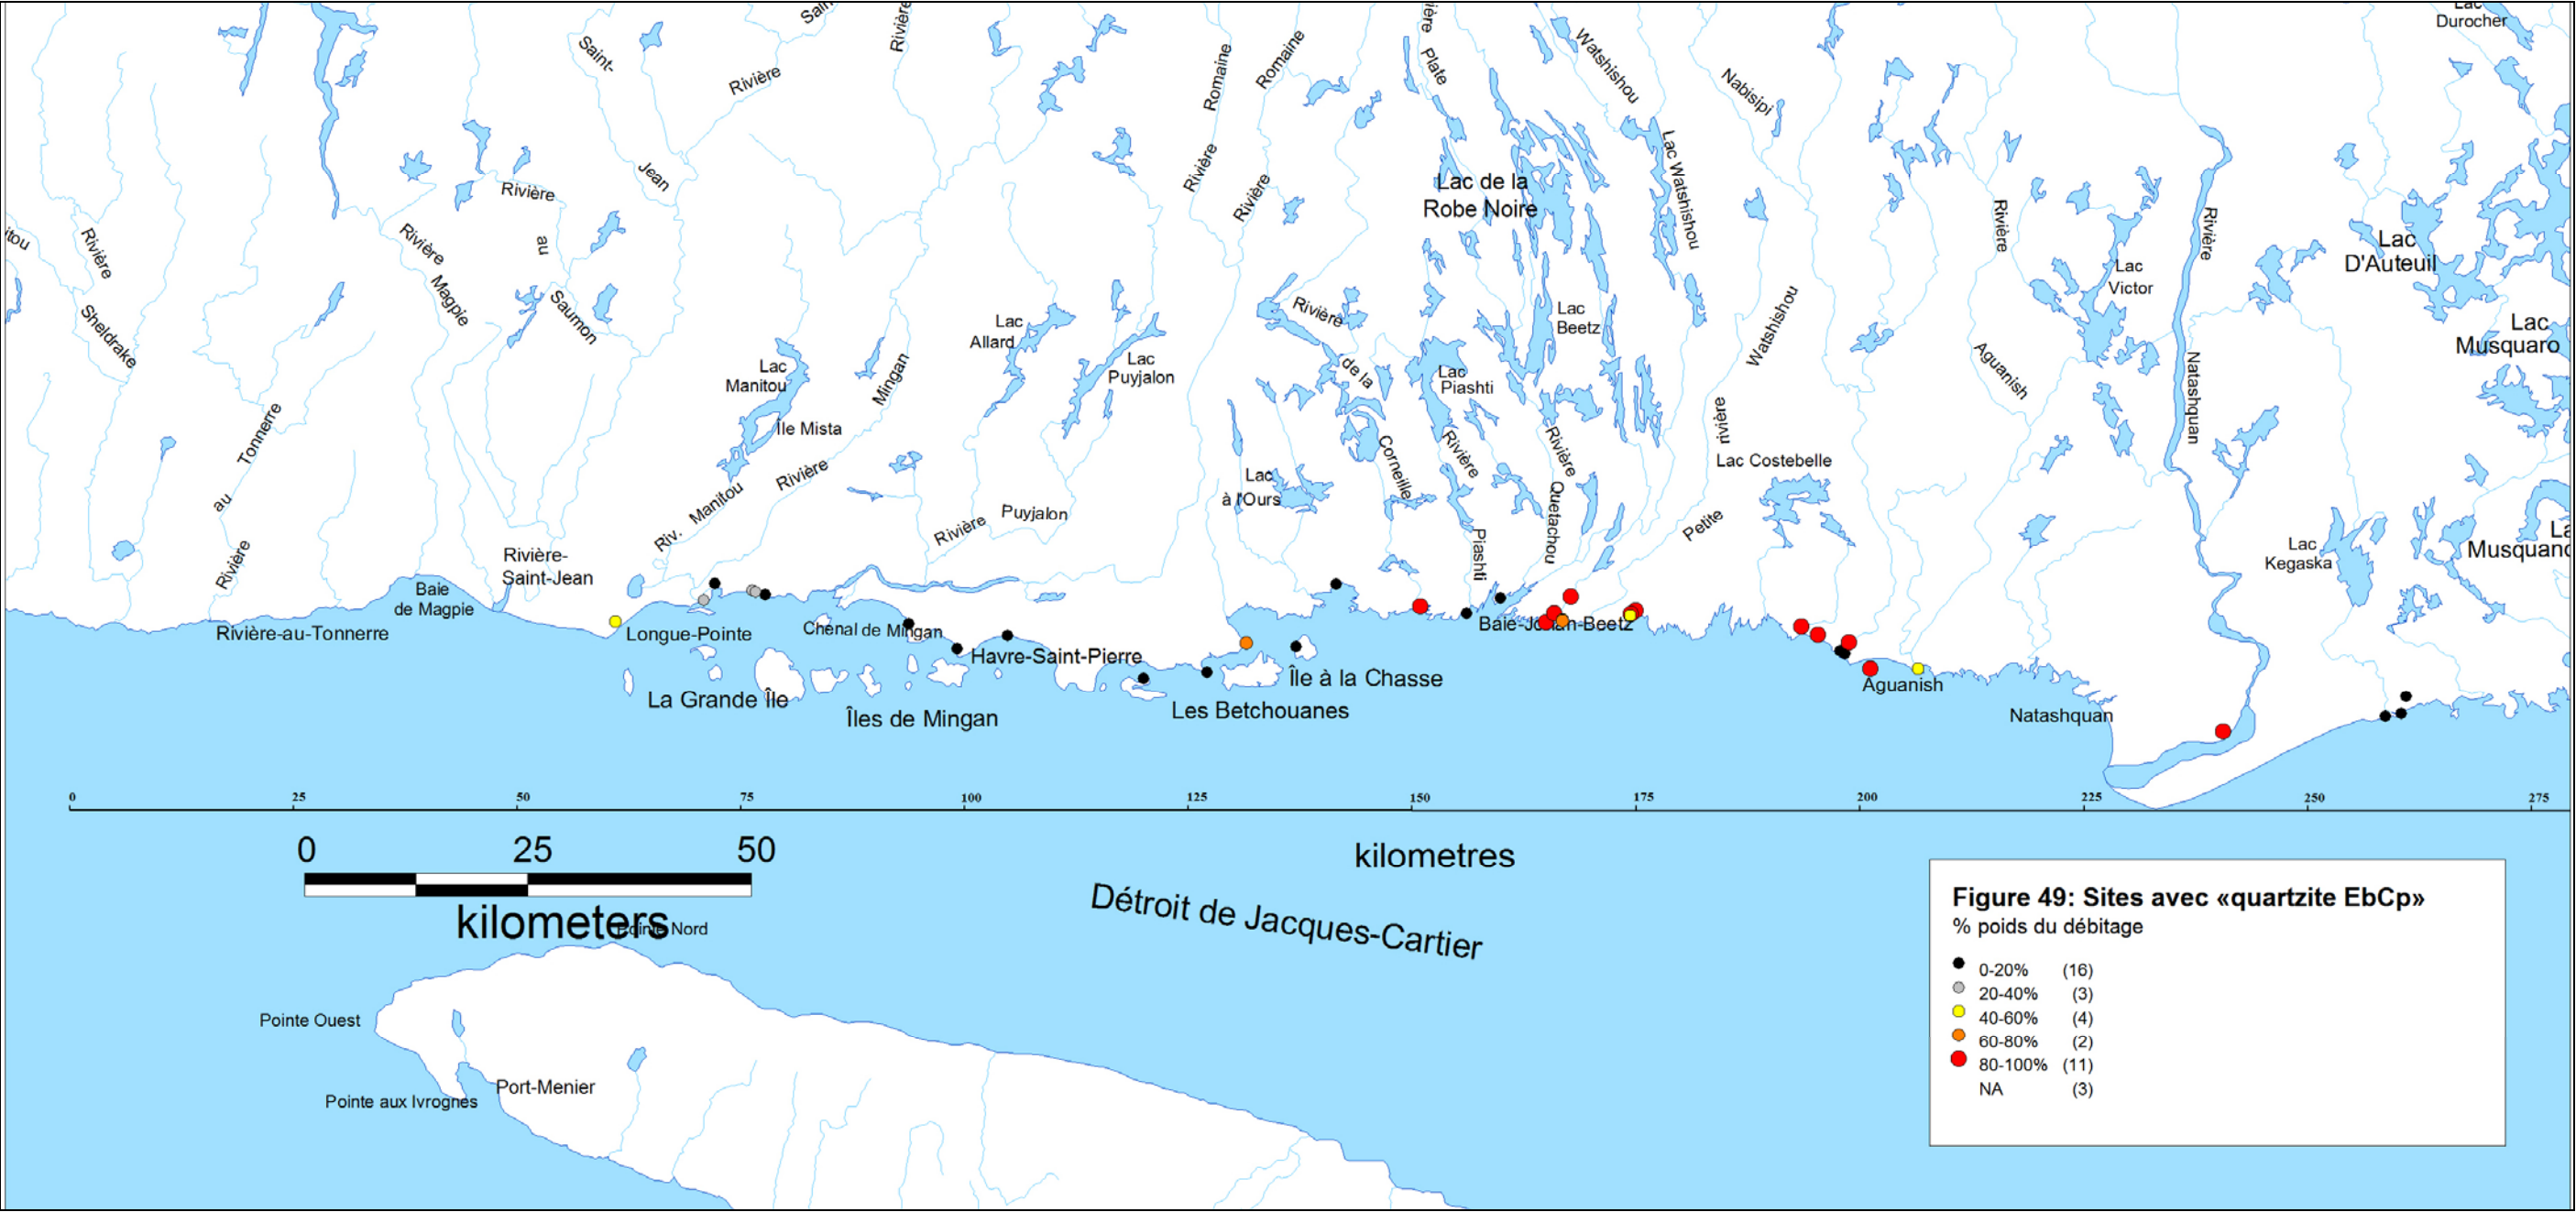 Saint-
Jean
Rivière
Rivière
Romaine
Rivière
Romaine
Rivière
Plate
Watshishou
Nabisipi
Lac
Durocher
Rivière
Sheldrake
Rivière
au
Tonnerre
Rivière
Magpie
Rivière
au
Saumon
Lac Watshishou
Lac de la
Robe Noire
Rivière
Aguanish
Rivière
Natashquan
Lac
Victor
Lac
D'Auteuil
Lac
Musquaro
Lac
Manitou
Île Mista
Mingan
Rivière
Riv. Manitou
Lac
Allard
Lac
Puyjalon
Rivière Puyjalon
Rivière
de la
Corneille
Lac
Beetz
Lac
Piashti
Rivière
Piashti
Rivière
Quetachou
Watshishou
rivière
Petite
Lac Costebelle
Lac
à l'Ours
Lac
Kegaska
Rivière-
Saint-Jean
Baie
de Magpie
Rivière-au-Tonnerre
Longue-Pointe
Chenal de Mingan
Havre-Saint-Pierre
La Grande Île
Îles de Mingan
Les Betchouanes
Île à la Chasse
Baie-Johan-Beetz
Aguanish
Natashquan
0 25 50 75 100 125 150 175 200 225 250 275
kilometres
0 25 50
kilometers
Pointe Nord
Détroit de Jacques-Cartier
Pointe Ouest
Port-Menier
Pointe aux Ivrognes
Figure 49: Sites avec «quartzite EbCp»
% poids du débitage
0-20% (16)
20-40% (3)
40-60% (4)
60-80% (2)
80-100% (11)
NA (3)